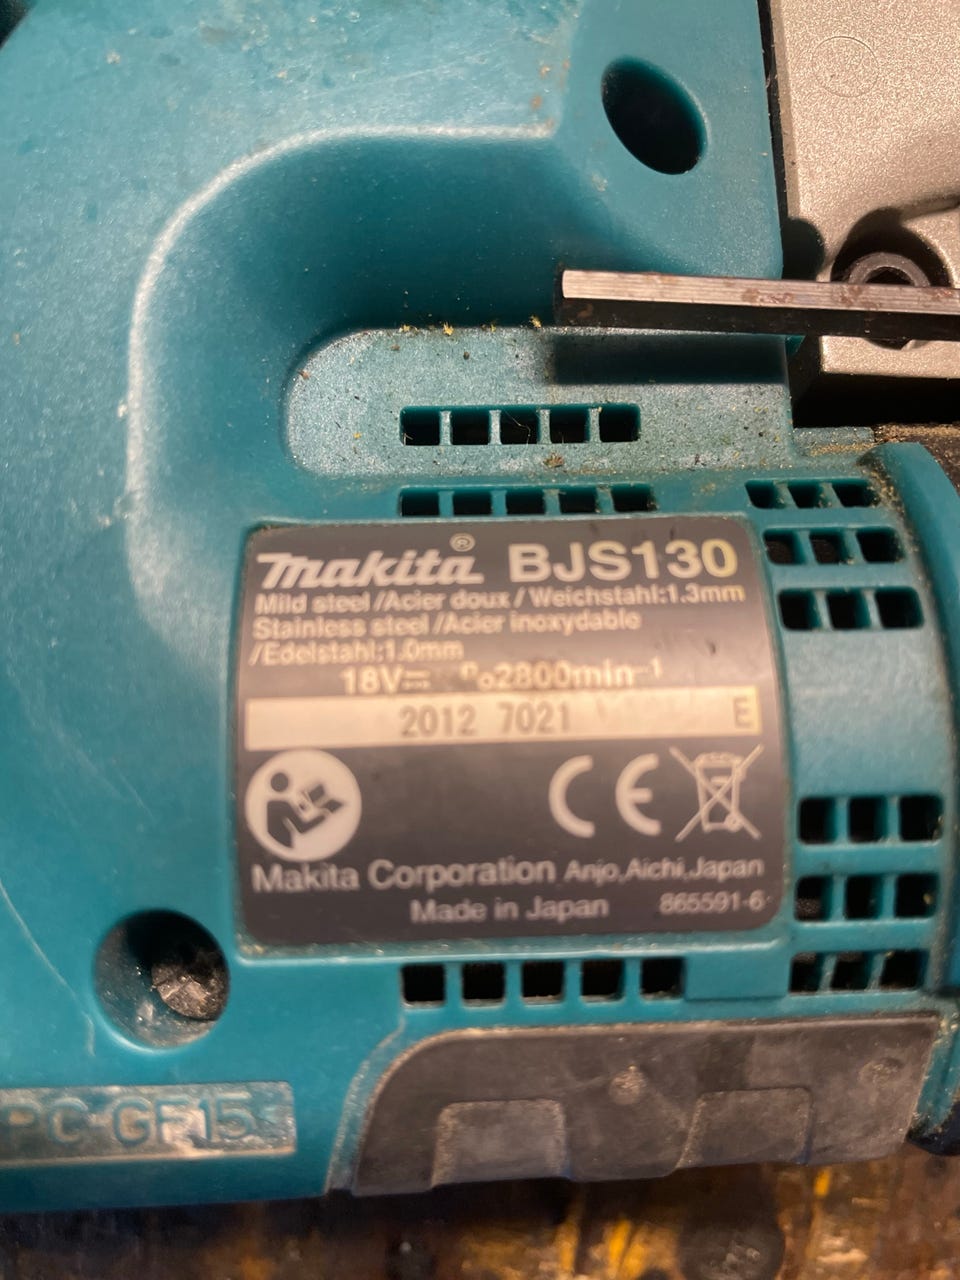 makita® BJS130
Mild steel /Acier doux / Weichstahl:1.3mm
Stainless steel /Acier inoxydable
/Edelstahl:1.0mm
18V⎓ n₀2800min⁻¹
2012 7021 E
CE
Makita Corporation Anjo,Aichi,Japan
Made in Japan 865591-6
PC-GF15